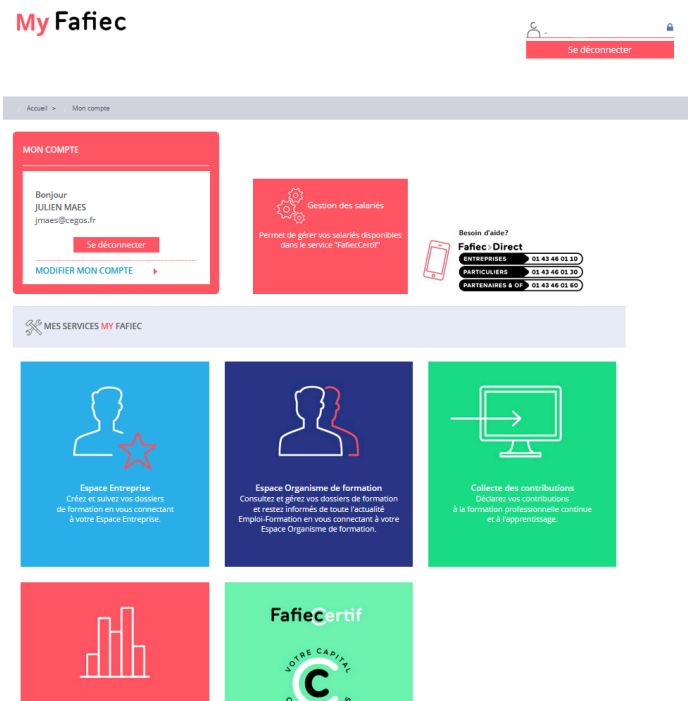 My Fafiec
Se déconnecter
Accueil > Mon compte
MON COMPTE
Bonjour
JULIEN MAES
jmaes@cegos.fr
Se déconnecter
MODIFIER MON COMPTE
Gestion des salariés
Permet de gérer vos salariés disponibles
dans le service "FafiecCertif"
Besoin d'aide?
Fafiec > Direct
ENTREPRISES 01 43 46 01 10
PARTICULIERS 01 43 46 01 30
PARTENAIRES & OF 01 43 46 01 60
MES SERVICES MY FAFIEC
Espace Entreprise
Créez et suivez vos dossiers
de formation en vous connectant
à votre Espace Entreprise.
Espace Organisme de formation
Consultez et gérez vos dossiers de formation
et restez informés de toute l'actualité
Emploi-Formation en vous connectant à votre
Espace Organisme de formation.
Collecte des contributions
Déclarez vos contributions
à la formation professionnelle continue
et à l'apprentissage.
FafieCertif
VOTRE CAPITAL
C